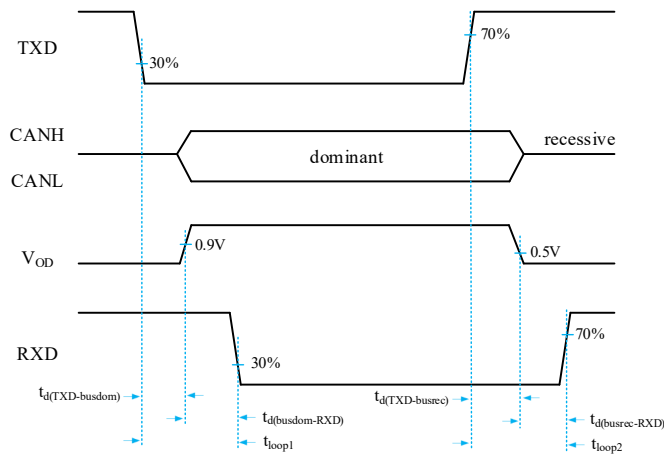 TXD
30%
70%
CANH
CANL
dominant
recessive
VOD
0.9V
0.5V
RXD
30%
70%
td(TXD-busdom)
td(TXD-busrec)
td(busdom-RXD)
td(busrec-RXD)
tloop1
tloop2